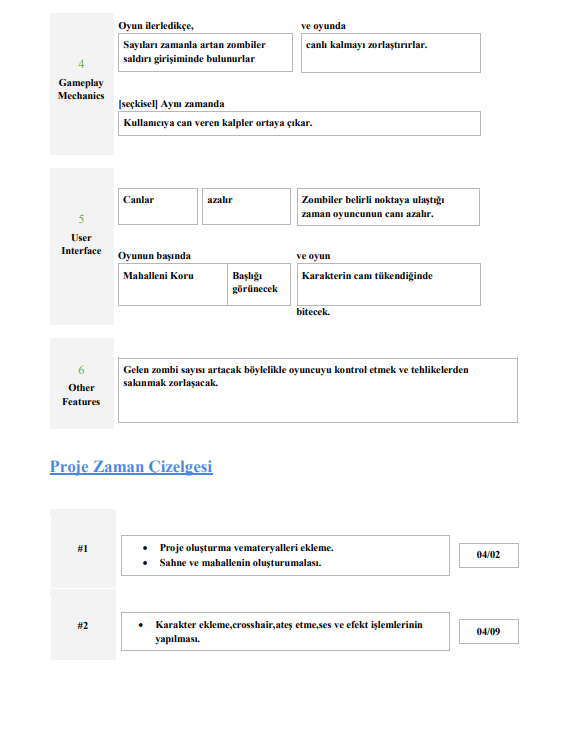 4
Gameplay
Mechanics
Oyun ilerledikçe,
Sayıları zamanla artan zombiler
saldırı girişiminde bulunurlar
ve oyunda
canlı kalmayı zorlaştırırlar.
[seçkisel] Aynı zamanda
Kullanıcıya can veren kalpler ortaya çıkar.
5
User
Interface
Canlar
azalır
Zombiler belirli noktaya ulaştığı
zaman oyuncunun canı azalır.
Oyunun başında
Mahalleni Koru
Başlığı
görünecek
ve oyun
Karakterin canı tükendiğinde
bitecek.
6
Other
Features
Gelen zombi sayısı artacak böylelikle oyuncuyu kontrol etmek ve tehlikelerden
sakınmak zorlaşacak.
Proje Zaman Cizelgesi
#1
• Proje oluşturma vemateryalleri ekleme.
• Sahne ve mahallenin oluşturumalası.
04/02
#2
• Karakter ekleme,crosshair,ateş etme,ses ve efekt işlemlerinin
yapılması.
04/09